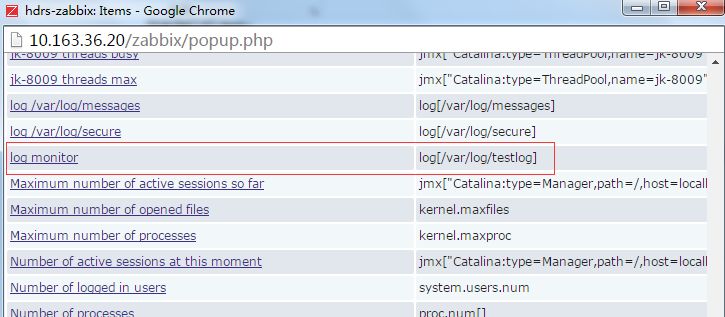 hdrs-zabbix: Items - Google Chrome
10.163.36.20/zabbix/popup.php
jk-8009 threads busy jmx["Catalina:type=ThreadPool,name=jk-8009"
jk-8009 threads max jmx["Catalina:type=ThreadPool,name=jk-8009"
log /var/log/messages log[/var/log/messages]
log /var/log/secure log[/var/log/secure]
log monitor log[/var/log/testlog]
Maximum number of active sessions so far jmx["Catalina:type=Manager,path=/,host=locall
Maximum number of opened files kernel.maxfiles
Maximum number of processes kernel.maxproc
Number of active sessions at this moment jmx["Catalina:type=Manager,path=/,host=locall
Number of logged in users system.users.num
Number of processes proc.num[]